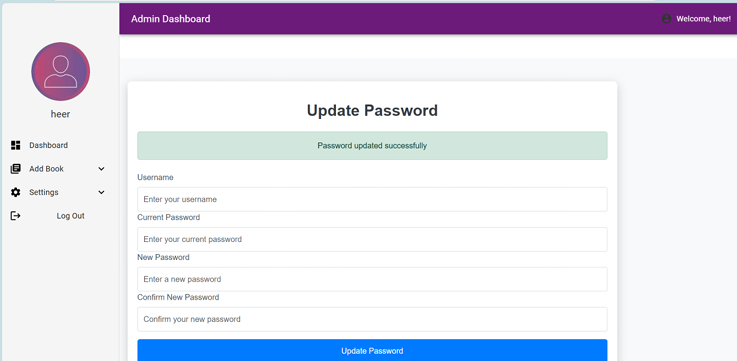 Admin Dashboard
Welcome, heer!
heer
Dashboard
Add Book
Settings
Log Out
Update Password
Password updated successfully
Username
Enter your username
Current Password
Enter your current password
New Password
Enter a new password
Confirm New Password
Confirm your new password
Update Password